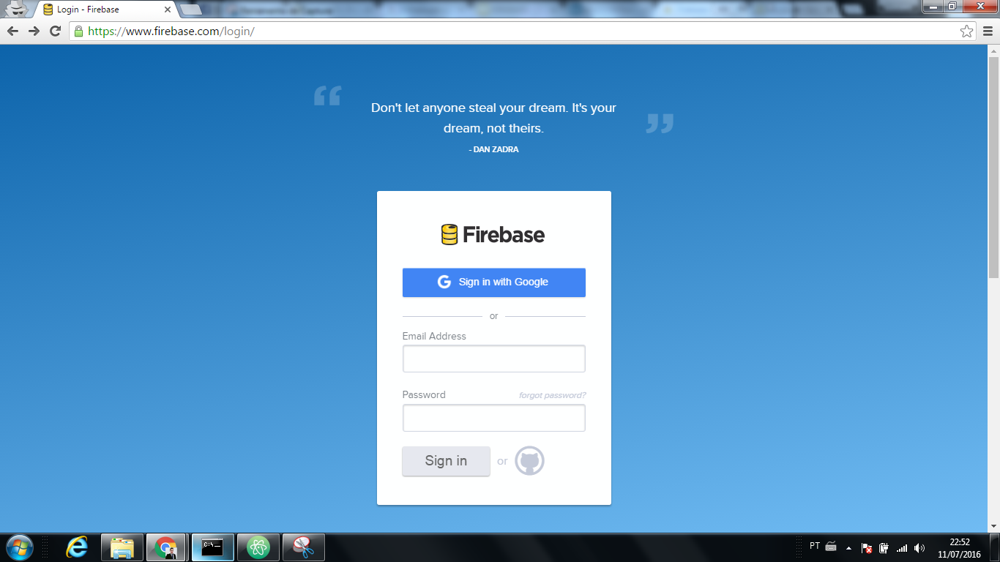 Login - Firebase
https://www.firebase.com/login/
“
Don't let anyone steal your dream. It's your
dream, not theirs.
”
- DAN ZADRA
Firebase
G Sign in with Google
or
Email Address
Password forgot password?
Sign in or
C:\
PT
22:52
11/07/2016